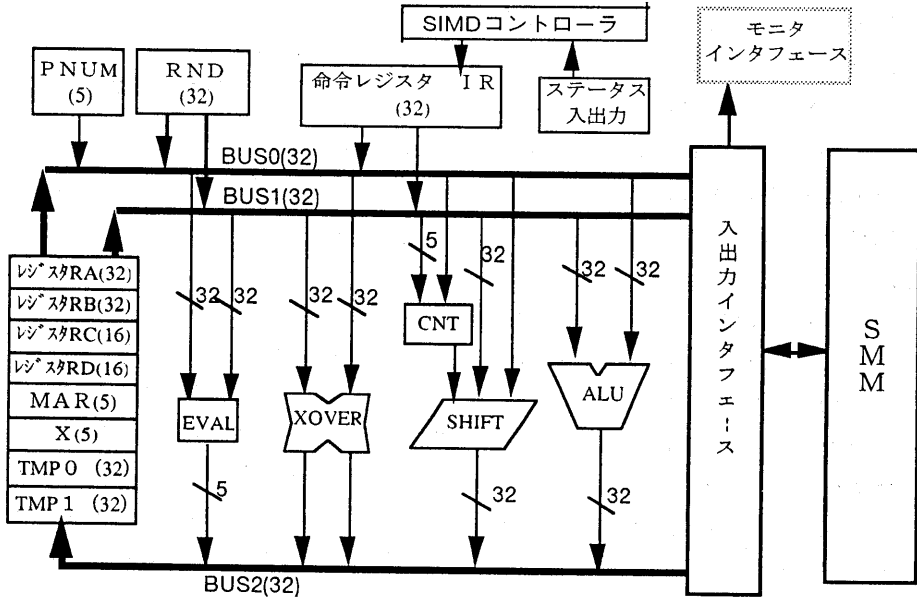 SIMDコントローラ
モニタ
インタフェース
PNUM
(5)
RND
(32)
命令レジスタ IR
(32)
ステータス
入出力
BUS0(32)
BUS1(32)
レジスタRA(32)
レジスタRB(32)
レジスタRC(16)
レジスタRD(16)
MAR(5)
X(5)
TMP0 (32)
TMP1 (32)
32
32
32
32
5
32
32
32
CNT
EVAL
XOVER
SHIFT
ALU
5
32
32
BUS2(32)
入出力インタフェース
SMM